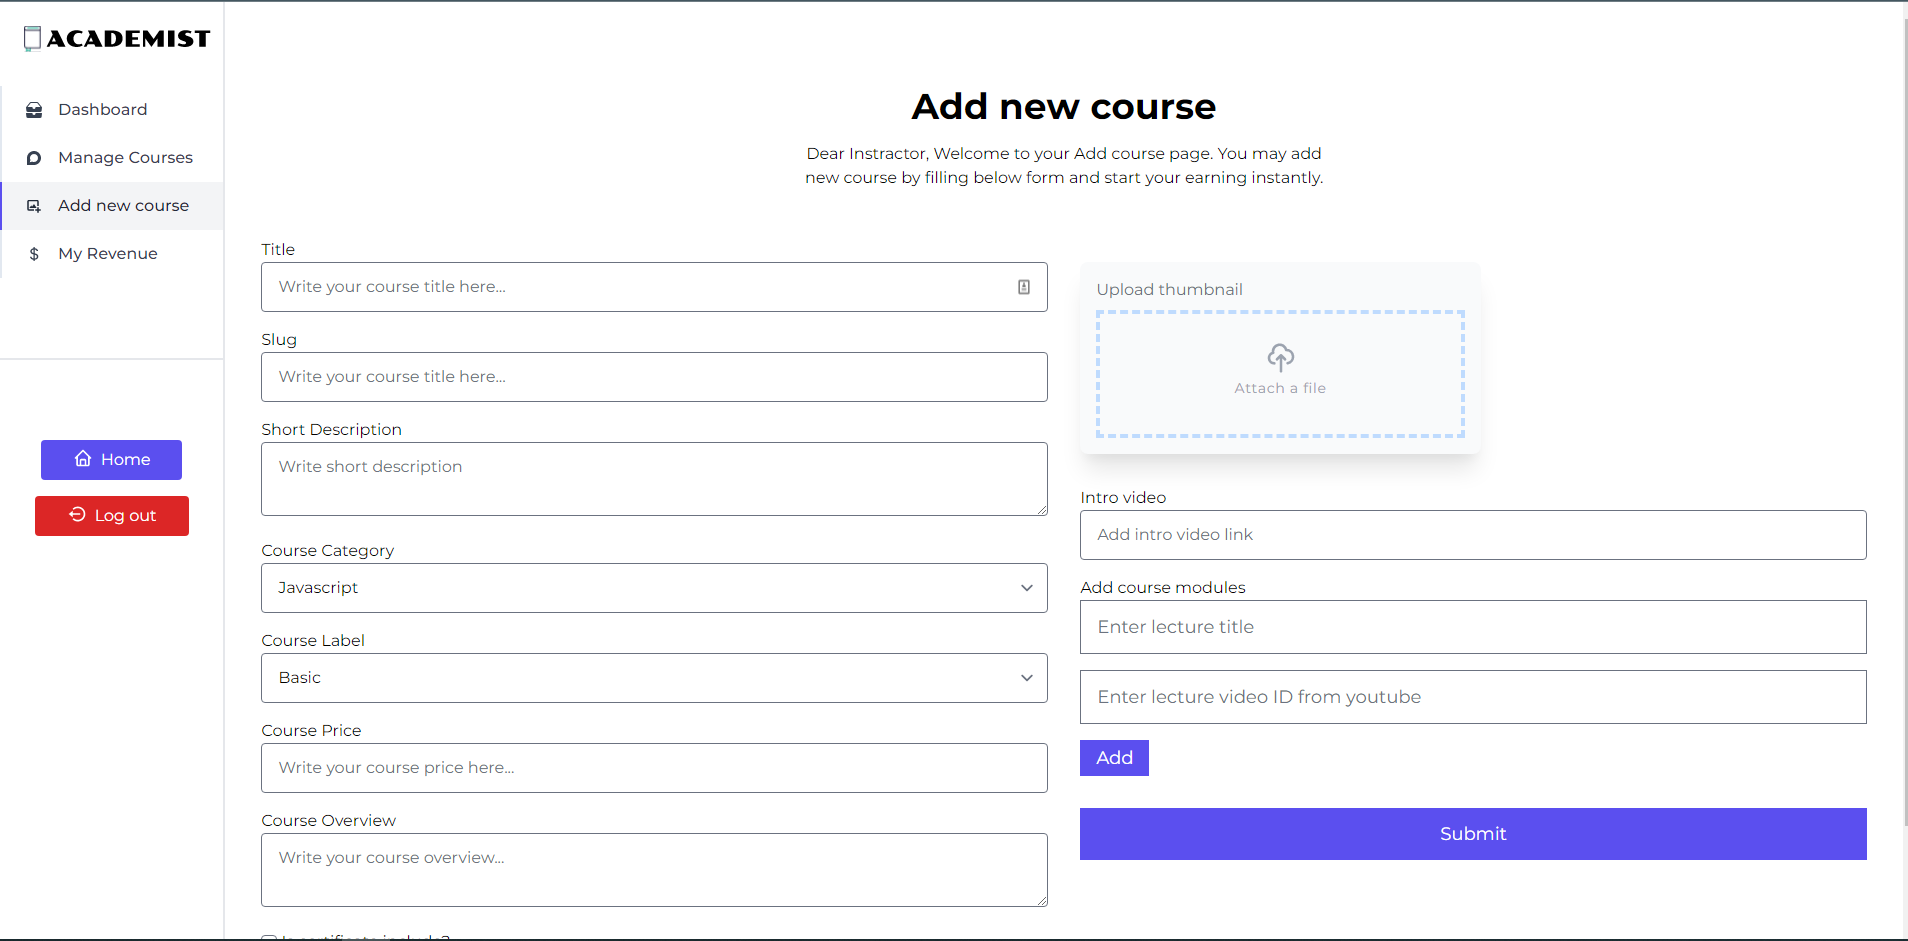 ACADEMIST
Dashboard
Manage Courses
Add new course
My Revenue
Home
Log out
Add new course
Dear Instractor, Welcome to your Add course page. You may add
new course by filling below form and start your earning instantly.
Title
Write your course title here...
Slug
Write your course title here...
Short Description
Write short description
Course Category
Javascript
Course Label
Basic
Course Price
Write your course price here...
Course Overview
Write your course overview...
Is certificate include?
Upload thumbnail
Attach a file
Intro video
Add intro video link
Add course modules
Enter lecture title
Enter lecture video ID from youtube
Add
Submit